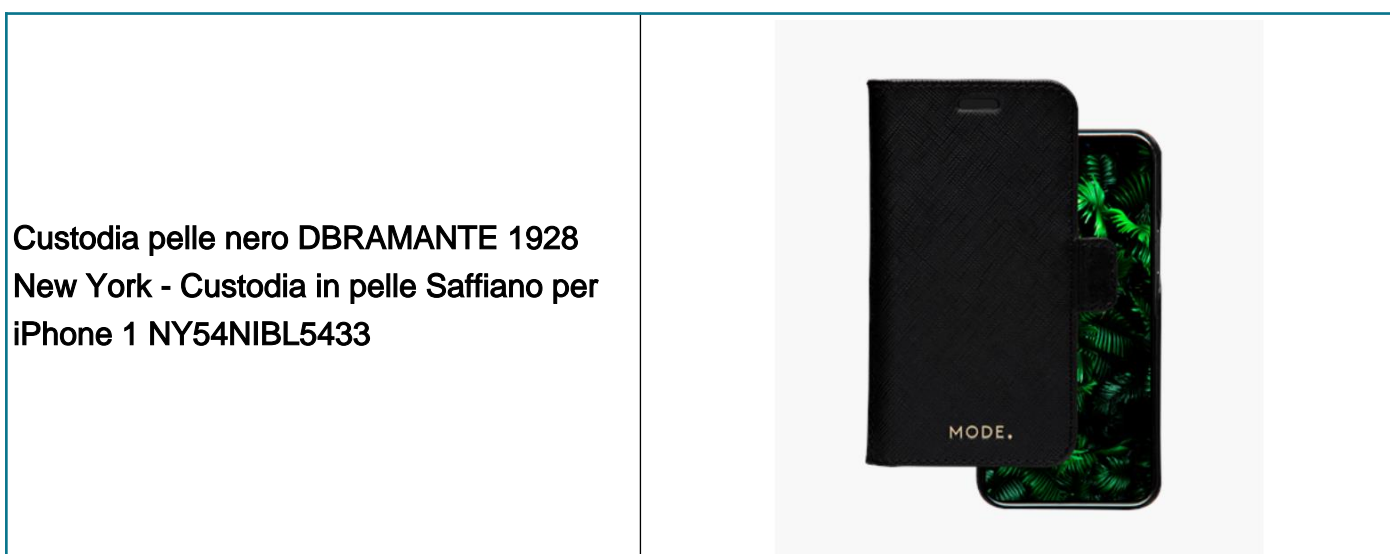 Custodia pelle nero DBRAMANTE 1928
New York - Custodia in pelle Saffiano per
iPhone 1 NY54NIBL5433
MODE.